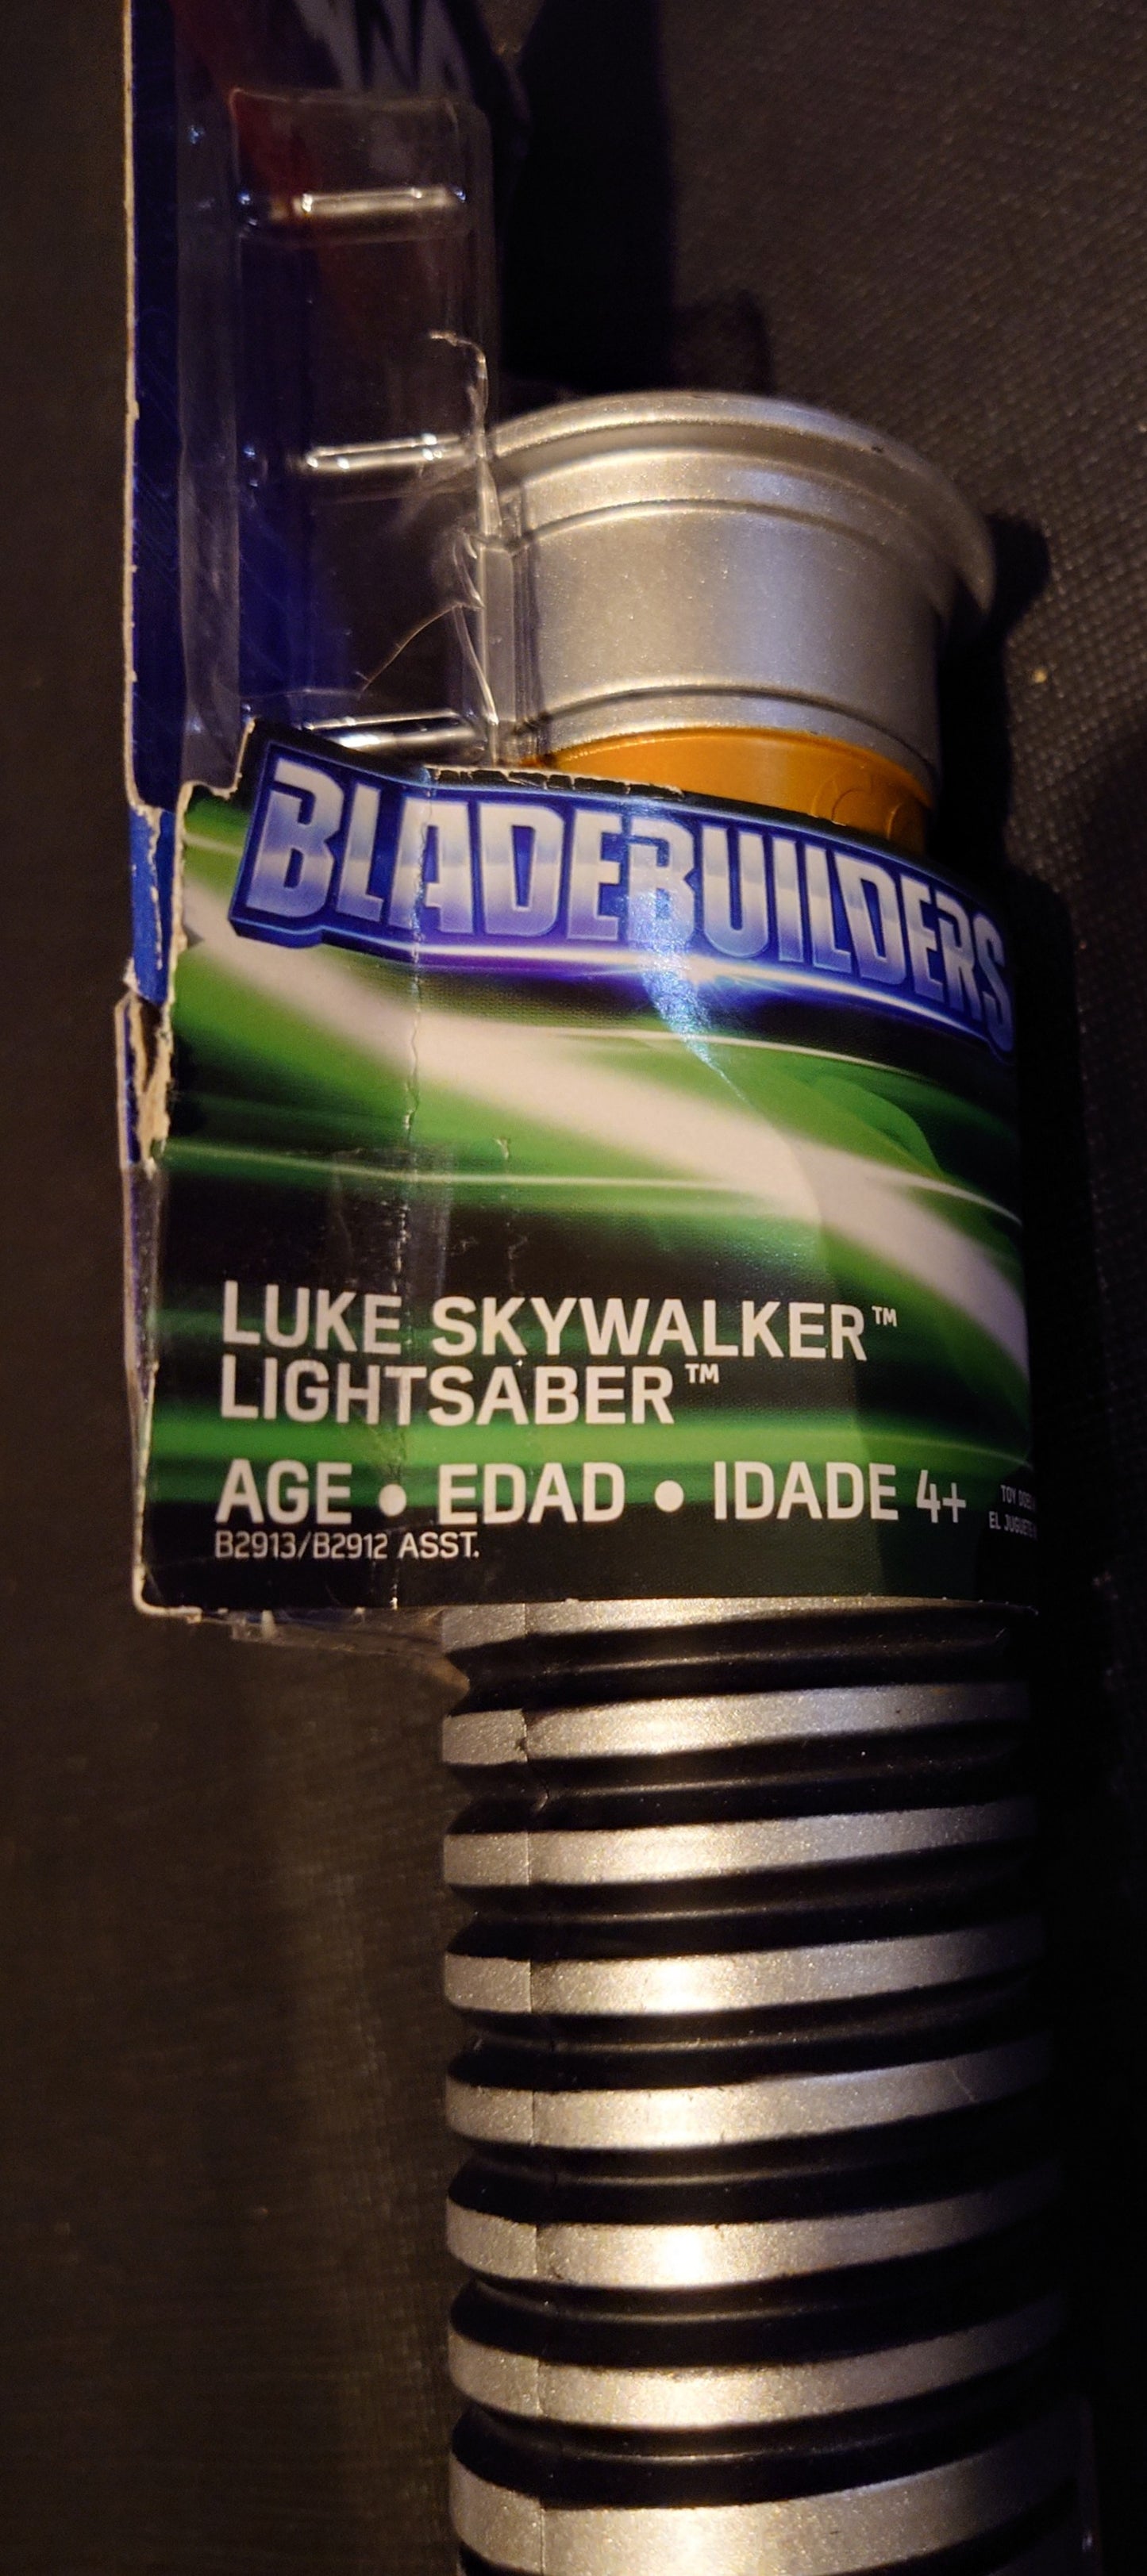 BLADEBUILDERS
LUKE SKYWALKER™
LIGHTSABER™
AGE • EDAD • IDADE 4+
TOY
EL JUGUETE
B2913/B2912 ASST.